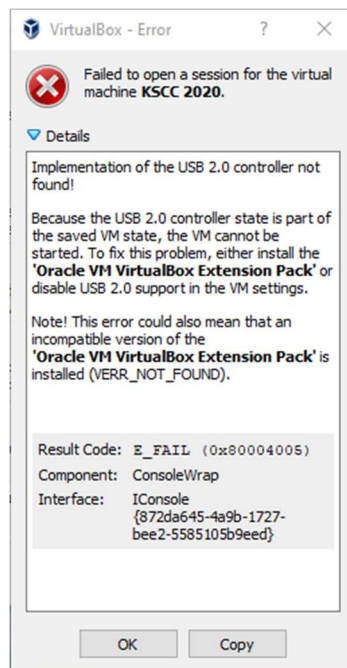 VirtualBox - Error ? ×
Failed to open a session for the virtual
machine KSCC 2020.
Details
Implementation of the USB 2.0 controller not
found!
Because the USB 2.0 controller state is part of
the saved VM state, the VM cannot be
started. To fix this problem, either install the
'Oracle VM VirtualBox Extension Pack' or
disable USB 2.0 support in the VM settings.
Note! This error could also mean that an
incompatible version of the
'Oracle VM VirtualBox Extension Pack' is
installed (VERR_NOT_FOUND).
Result Code: E_FAIL (0x80004005)
Component: ConsoleWrap
Interface: IConsole
{872da645-4a9b-1727-
bee2-5585105b9eed}
OK Copy